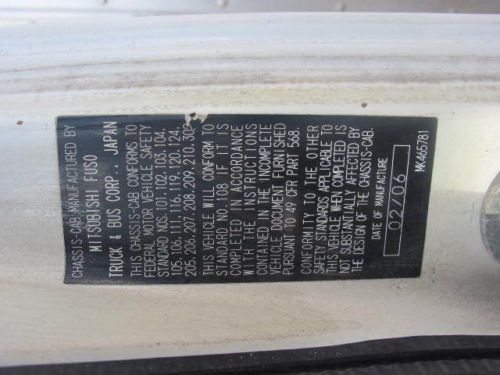 CHASSIS-CAB MANUFACTURED BY
MITSUBISHI FUSO
TRUCK & BUS CORP., JAPAN
THIS CHASSIS-CAB CONFORMS TO
FEDERAL MOTOR VEHICLE SAFETY
STANDARD NOS. 101. 102. 103. 104.
105. 106. 111. 116. 119. 120. 124.
205. 206. 207. 208. 209. 210. 302.
THIS VEHICLE WILL CONFORM TO
STANDARD NO. 108 IF IT IS
COMPLETED IN ACCORDANCE
WITH THE INSTRUCTIONS
CONTAINED IN THE INCOMPLETE
VEHICLE DOCUMENT FURNISHED
PURSUANT TO 49 CFR PART 568.
CONFORMITY TO THE OTHER
SAFETY STANDARDS APPLICABLE TO
THIS VEHICLE WHEN COMPLETED IS
NOT SUBSTANTIALLY AFFECTED BY THE
DESIGN OF THE CHASSIS-CAB.
DATE OF MANUFACTURE
02/06
MK465781